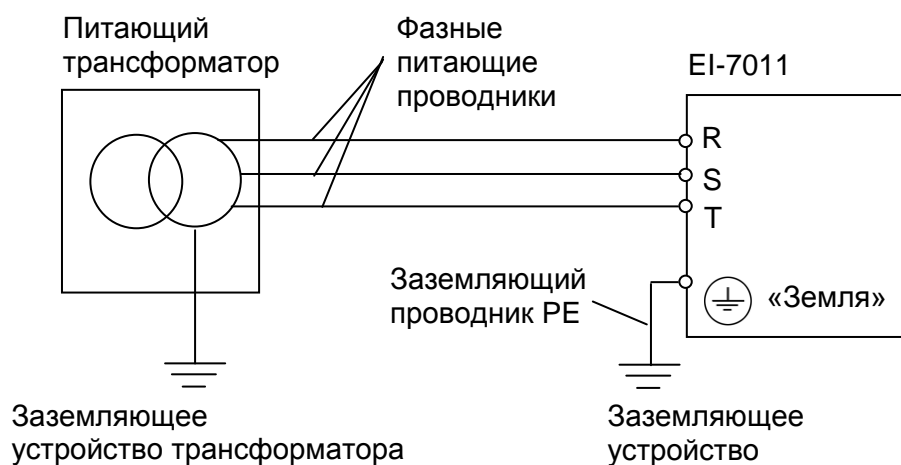 Питающий
трансформатор
Фазные
питающие
проводники
EI-7011
R
S
T
Заземляющий
проводник PE
«Земля»
Заземляющее
устройство трансформатора
Заземляющее
устройство